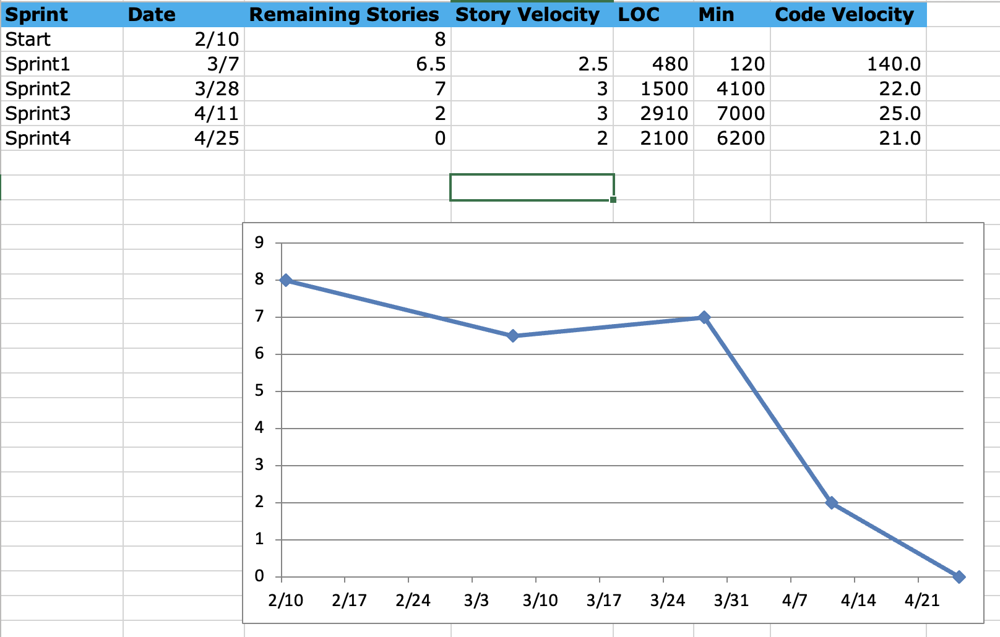 Sprint Date Remaining Stories Story Velocity LOC Min Code Velocity
Start 2/10 8
Sprint1 3/7 6.5 2.5 480 120 140.0
Sprint2 3/28 7 3 1500 4100 22.0
Sprint3 4/11 2 3 2910 7000 25.0
Sprint4 4/25 0 2 2100 6200 21.0
9
8
7
6
5
4
3
2
1
0
2/10 2/17 2/24 3/3 3/10 3/17 3/24 3/31 4/7 4/14 4/21